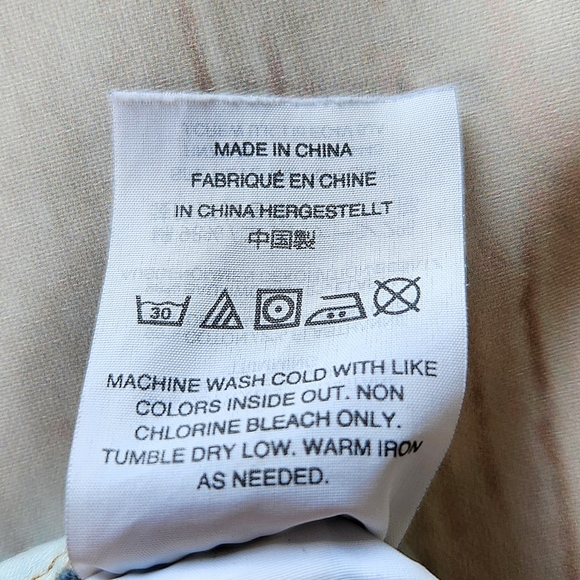 MADE IN CHINA
FABRIQUÉ EN CHINE
IN CHINA HERGESTELLT
中国製
30
MACHINE WASH COLD WITH LIKE
COLORS INSIDE OUT. NON
CHLORINE BLEACH ONLY.
TUMBLE DRY LOW. WARM IRON
AS NEEDED.